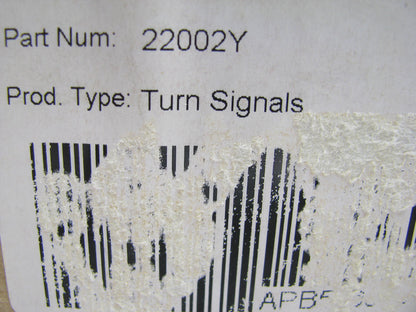 Part Num: 22002Y
Prod. Type: Turn Signals